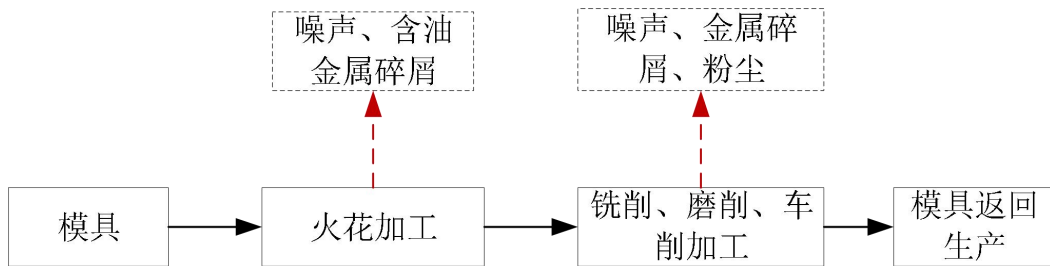 噪声、含油
金属碎屑
噪声、金属碎
屑、粉尘
模具
火花加工
铣削、磨削、车
削加工
模具返回
生产